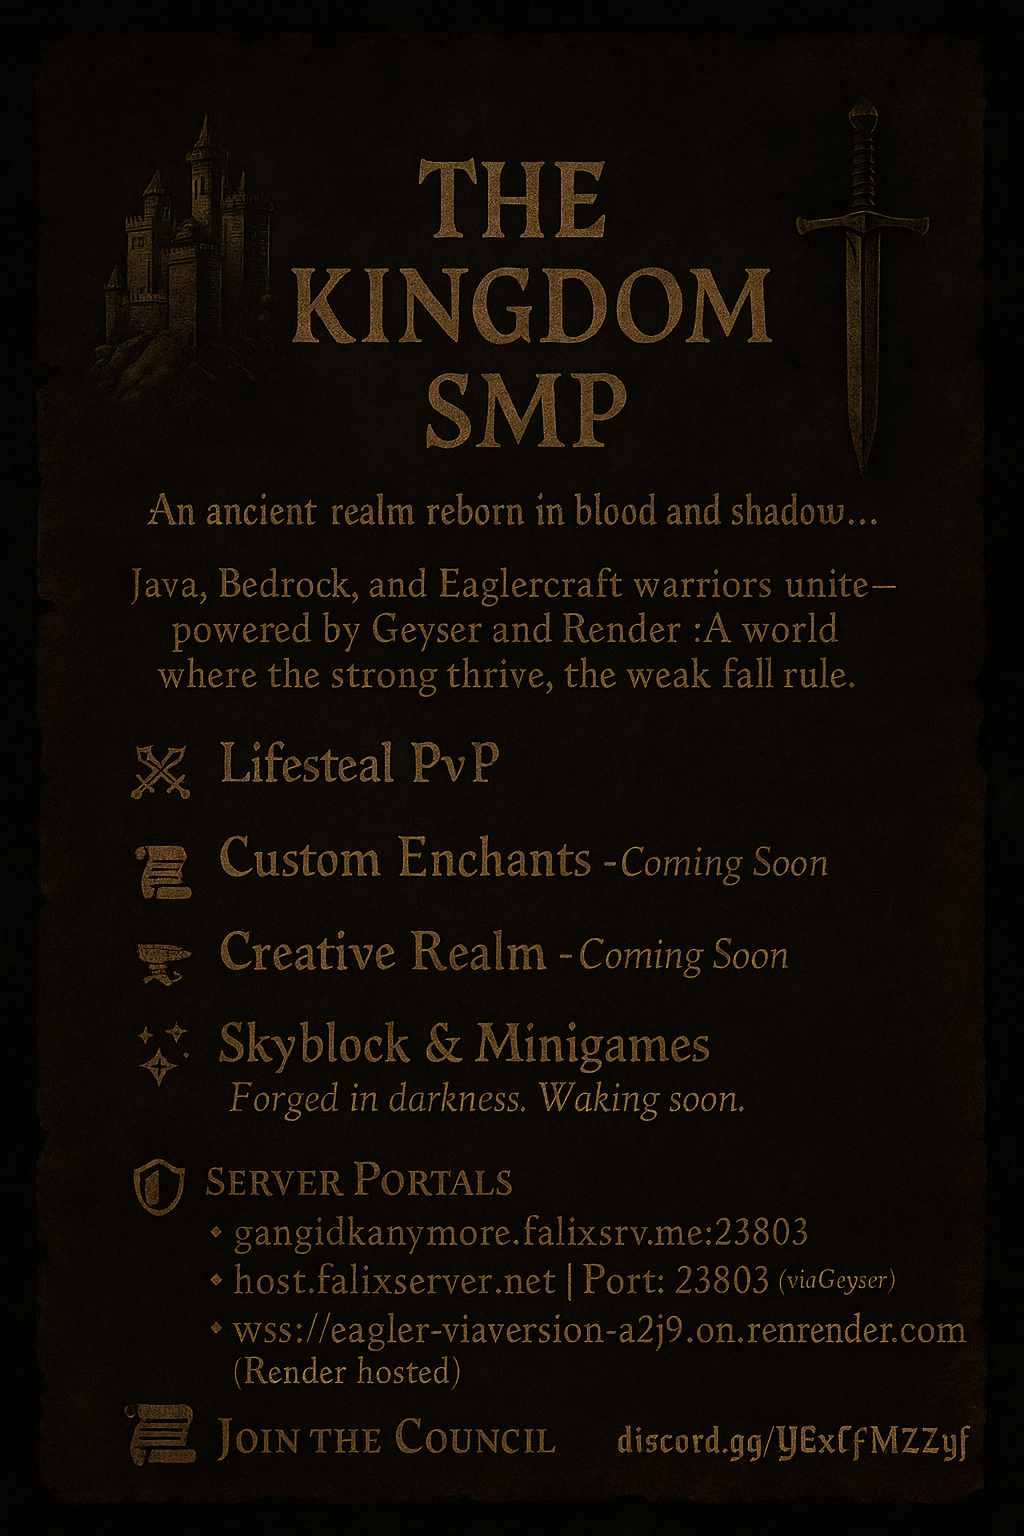 THE
KINGDOM
SMP
An ancient realm reborn in blood and shadow...
Java, Bedrock, and Eaglercraft warriors unite—
powered by Geyser and Render :A world
where the strong thrive, the weak fall rule.
Lifesteal PvP
Custom Enchants -Coming Soon
Creative Realm -Coming Soon
Skyblock & Minigames
Forged in darkness. Waking soon.
SERVER PORTALS
• gangidkanymore.falixsrv.me:23803
• host.falixserver.net | Port: 23803 (viaGeyser)
• wss://eagler-viaversion-a2j9.on.renrender.com
(Render hosted)
JOIN THE COUNCIL discord.gg/YExCfMZZyf